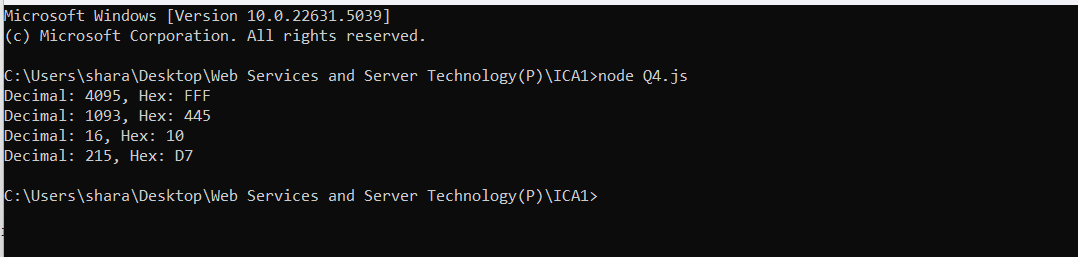 Microsoft Windows [Version 10.0.22631.5039]
(c) Microsoft Corporation. All rights reserved.
C:\Users\shara\Desktop\Web Services and Server Technology(P)\ICA1>node Q4.js
Decimal: 4095, Hex: FFF
Decimal: 1093, Hex: 445
Decimal: 16, Hex: 10
Decimal: 215, Hex: D7
C:\Users\shara\Desktop\Web Services and Server Technology(P)\ICA1>